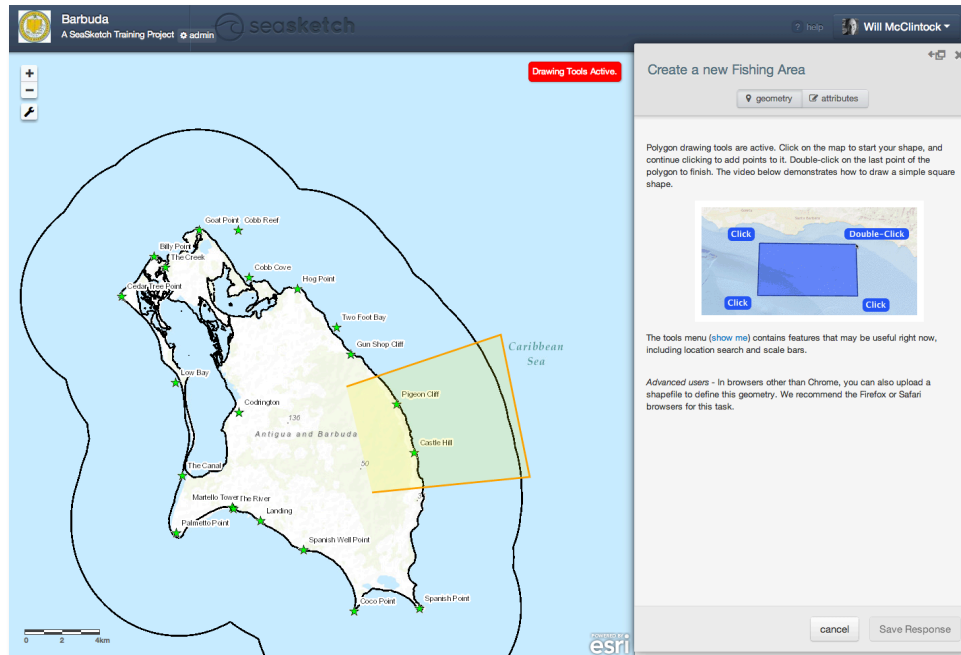 Barbuda
A SeaSketch Training Project
admin
seasketch
? help
Will McClintock
+
−
Drawing Tools Active.
Create a new Fishing Area
geometry
attributes
Polygon drawing tools are active. Click on the map to start your shape, and
continue clicking to add points to it. Double-click on the last point of the
polygon to finish. The video below demonstrates how to draw a simple square
shape.
Click
Double-Click
Click
Click
The tools menu (show me) contains features that may be useful right now,
including location search and scale bars.
Advanced users - In browsers other than Chrome, you can also upload a
shapefile to define this geometry. We recommend the Firefox or Safari
browsers for this task.
cancel
Save Response
Goat Point
Cobb Reef
Billy Point
The Creek
Cobb Cove
Hog Point
Cedar Tree Point
Two Foot Bay
Gun Shop Cliff
Caribbean
Sea
Low Bay
Pigeon Cliff
Codrington
136
Antigua and Barbuda
Castle Hill
50
The Canal
Martello Tower
The River
Landing
Palmetto Point
Spanish Well Point
Coco Point
Spanish Point
0 2 4km
POWERED BY
esri